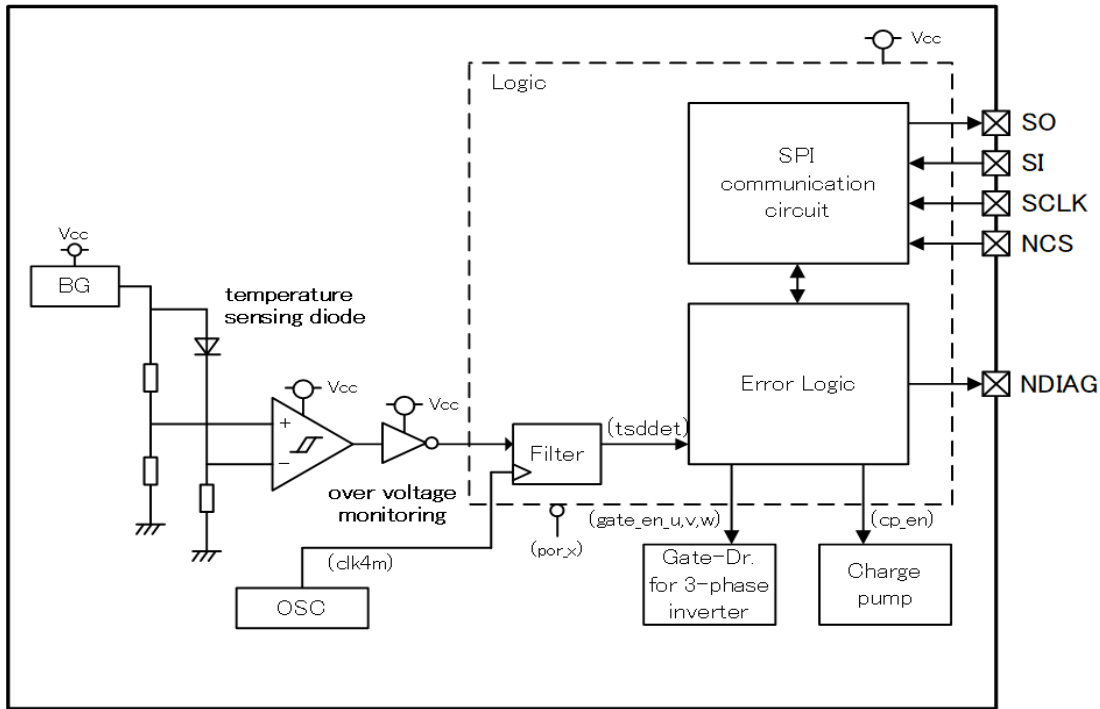 Vcc
Logic
SPI
communication
circuit
SO
SI
SCLK
NCS
Vcc
BG
temperature
sensing diode
Vcc
Vcc
+
−
over voltage
monitoring
Filter
(tsddet)
Error Logic
NDIAG
(clk4m)
OSC
(por_x)
(gate_en_u,v,w)
(cp_en)
Gate-Dr.
for 3-phase
inverter
Charge
pump